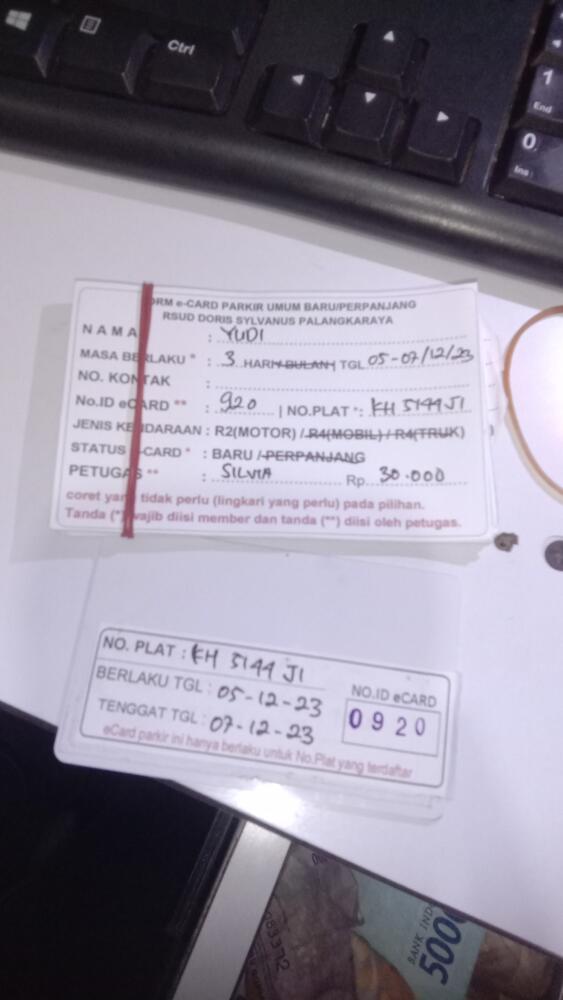 Ctrl
1
End
0
Ins
ORM e-CARD PARKIR UMUM BARU/PERPANJANG
RSUD DORIS SYLVANUS PALANGKARAYA
NAMA : YUDI
MASA BERLAKU * : 3 HARI/BULAN TGL 05-07/12/23
NO. KONTAK :
No.ID eCARD ** : 920 | NO.PLAT *: KH 5144 JI
JENIS KENDARAAN : R2(MOTOR) / R4(MOBIL) / R4(TRUK)
STATUS CARD * : BARU / PERPANJANG
PETUGAS ** : SILVIA Rp. 30.000
coret yang tidak perlu (lingkari yang perlu) pada pilihan.
Tanda (*) wajib diisi member dan tanda (**) diisi oleh petugas.
NO. PLAT : KH 5144 JI
BERLAKU TGL : 05-12-23
TENGGAT TGL : 07-12-23
NO.ID eCARD
0920
eCard parkir ini hanya berlaku untuk No.Plat yang terdaftar
BANK IND
5000